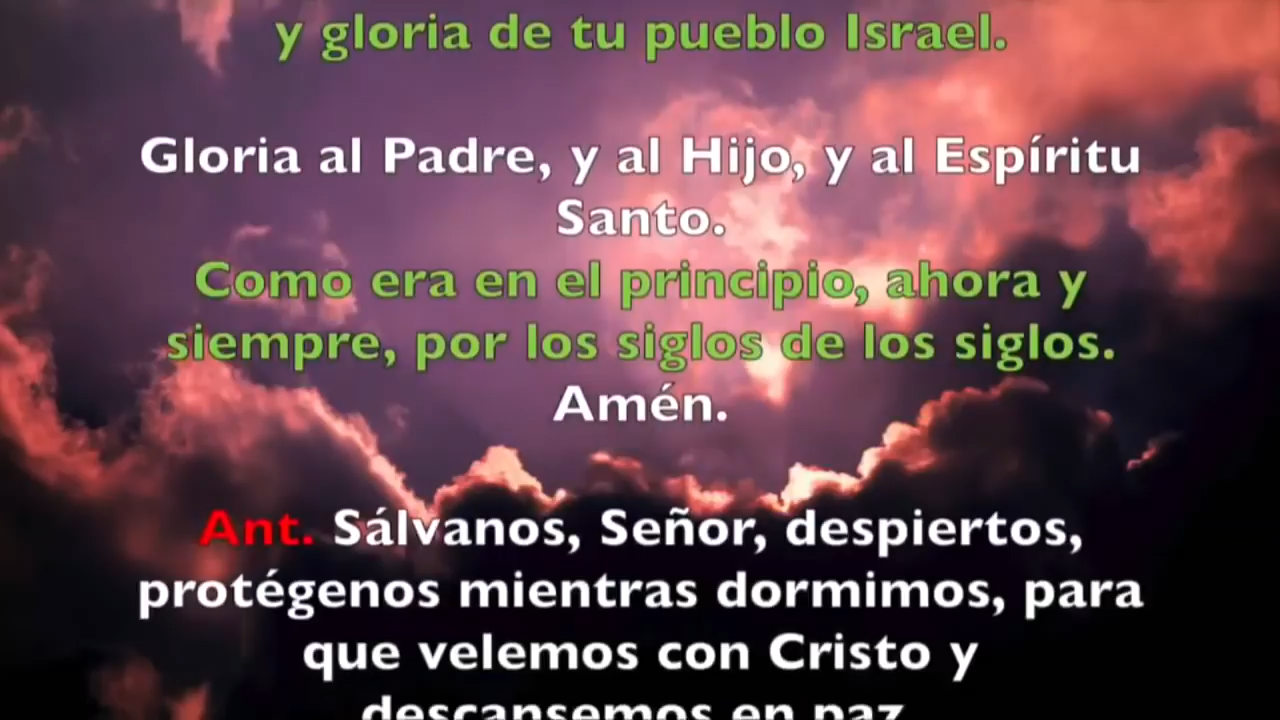 y gloria de tu pueblo Israel.
Gloria al Padre, y al Hijo, y al Espíritu
Santo.
Como era en el principio, ahora y
siempre, por los siglos de los siglos.
Amén.
Ant. Sálvanos, Señor, despiertos,
protégenos mientras dormimos, para
que velemos con Cristo y
descansemos en paz